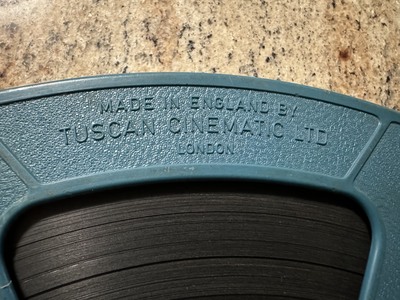 MADE IN ENGLAND BY
TUSCAN CINEMATIC LTD
LONDON